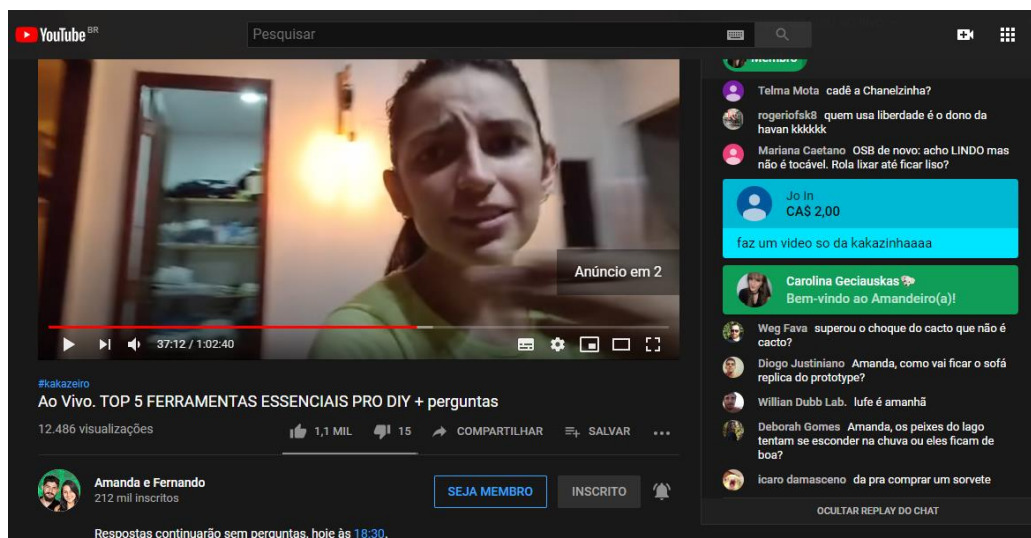 YouTube BR
Pesquisar
Membro
Telma Mota cadê a Chanelzinha?
rogeriofsk8 quem usa liberdade é o dono da
havan kkkkkk
Mariana Caetano OSB de novo: acho LINDO mas
não é tocável. Rola lixar até ficar liso?
Jo In
CA$ 2,00
faz um video so da kakazinhaaaa
Carolina Geciauskas
Bem-vindo ao Amandeiro(a)!
Weg Fava superou o choque do cacto que não é
cacto?
Diogo Justiniano Amanda, como vai ficar o sofá
replica do prototype?
Willian Dubb Lab. lufe é amanhã
Deborah Gomes Amanda, os peixes do lago
tentam se esconder na chuva ou eles ficam de
boa?
icaro damasceno da pra comprar um sorvete
OCULTAR REPLAY DO CHAT
Anúncio em 2
37:12 / 1:02:40
#kakazeiro
Ao Vivo. TOP 5 FERRAMENTAS ESSENCIAIS PRO DIY + perguntas
12.486 visualizações
1,1 MIL
15
COMPARTILHAR
SALVAR
Amanda e Fernando
212 mil inscritos
SEJA MEMBRO
INSCRITO
Respostas continuarão sem perguntas, hoje às 18:30.